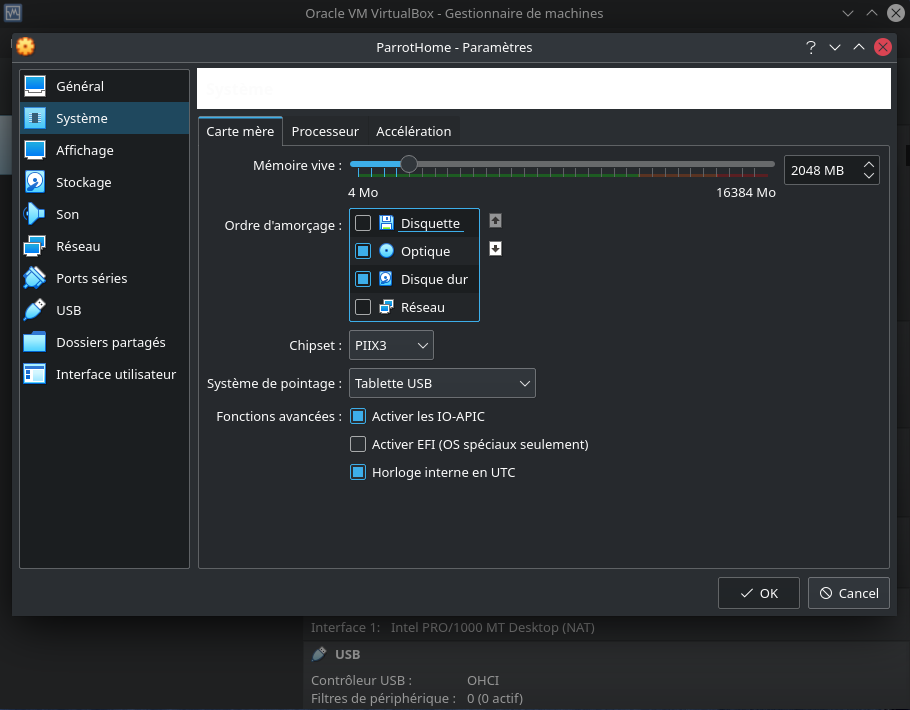 Oracle VM VirtualBox - Gestionnaire de machines
ParrotHome - Paramètres
Général
Système
Affichage
Stockage
Son
Réseau
Ports séries
USB
Dossiers partagés
Interface utilisateur
Carte mère Processeur Accélération
Mémoire vive : 2048 MB
4 Mo 16384 Mo
Ordre d'amorçage :
Disquette
Optique
Disque dur
Réseau
Chipset : PIIX3
Système de pointage : Tablette USB
Fonctions avancées : Activer les IO-APIC
Activer EFI (OS spéciaux seulement)
Horloge interne en UTC
OK Cancel
Interface 1: Intel PRO/1000 MT Desktop (NAT)
USB
Contrôleur USB : OHCI
Filtres de périphérique : 0 (0 actif)